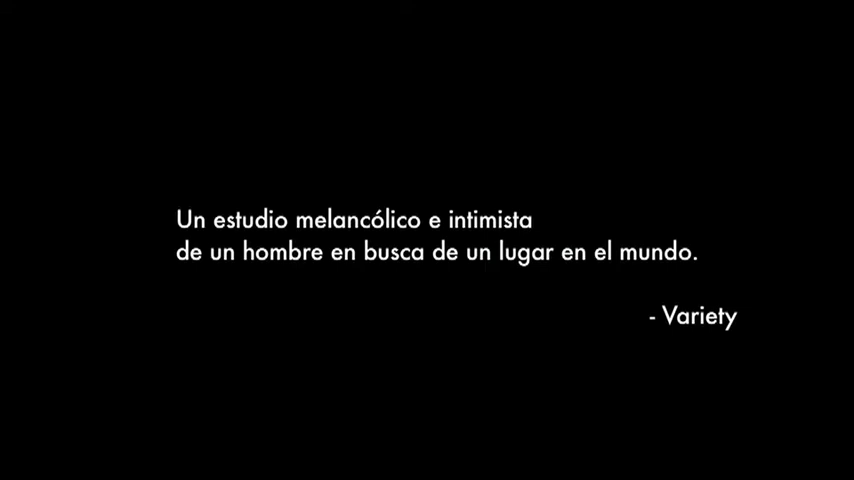 Un estudio melancólico e intimista
de un hombre en busca de un lugar en el mundo.
- Variety